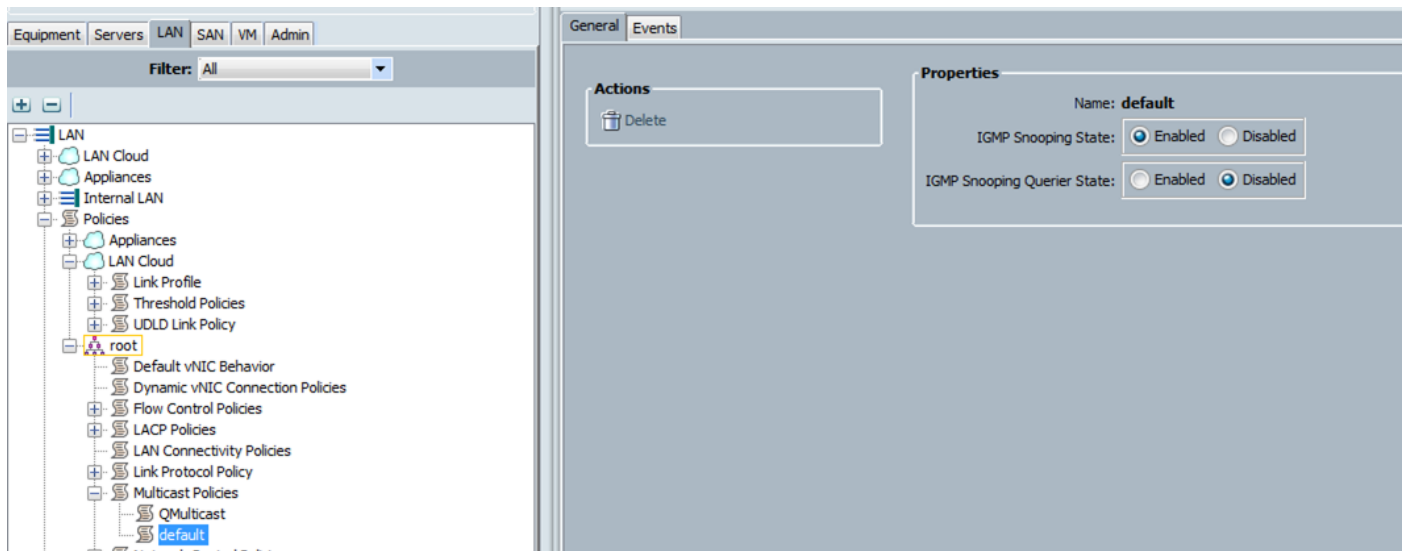 Equipment Servers LAN SAN VM Admin
Filter: All
LAN
LAN Cloud
Appliances
Internal LAN
Policies
Appliances
LAN Cloud
Link Profile
Threshold Policies
UDLD Link Policy
root
Default vNIC Behavior
Dynamic vNIC Connection Policies
Flow Control Policies
LACP Policies
LAN Connectivity Policies
Link Protocol Policy
Multicast Policies
QMulticast
default
General Events
Actions
Delete
Properties
Name: default
IGMP Snooping State: Enabled Disabled
IGMP Snooping Querier State: Enabled Disabled